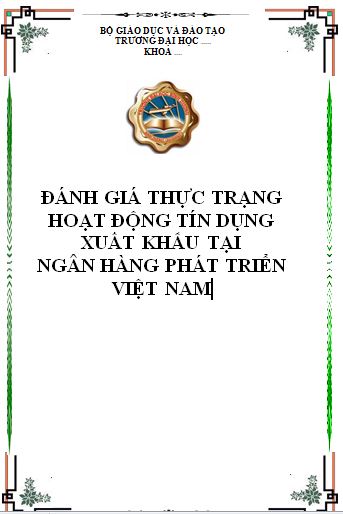 BỘ GIÁO DỤC VÀ ĐÀO TẠO
TRƯỜNG ĐẠI HỌC .....
KHOA ....
ĐÁNH GIÁ THỰC TRẠNG
HOẠT ĐỘNG TÍN DỤNG
XUẤT KHẨU TẠI
NGÂN HÀNG PHÁT TRIỂN
VIỆT NAM